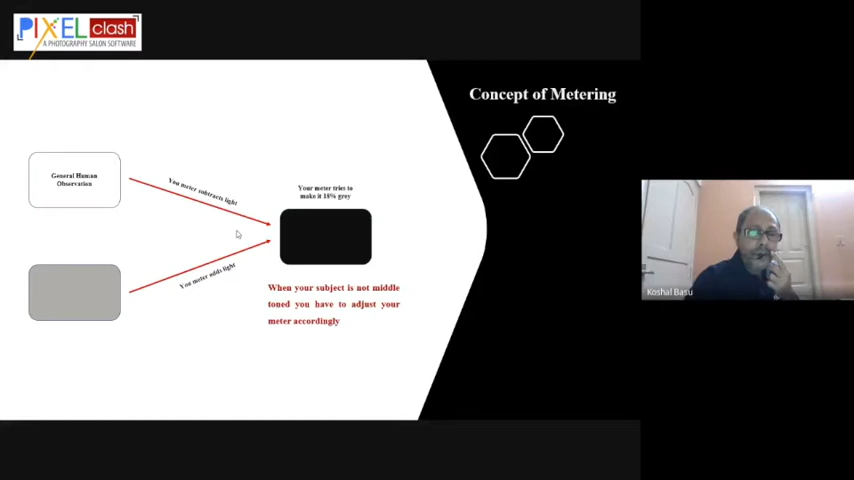 PIXEL clash
A PHOTOGRAPHY SALON SOFTWARE
Concept of Metering
General Human
Observation
You meter subtracts light
Your meter tries to
make it 18% grey
You meter adds light
When your subject is not middle
toned you have to adjust your
meter accordingly
Koshal Basu